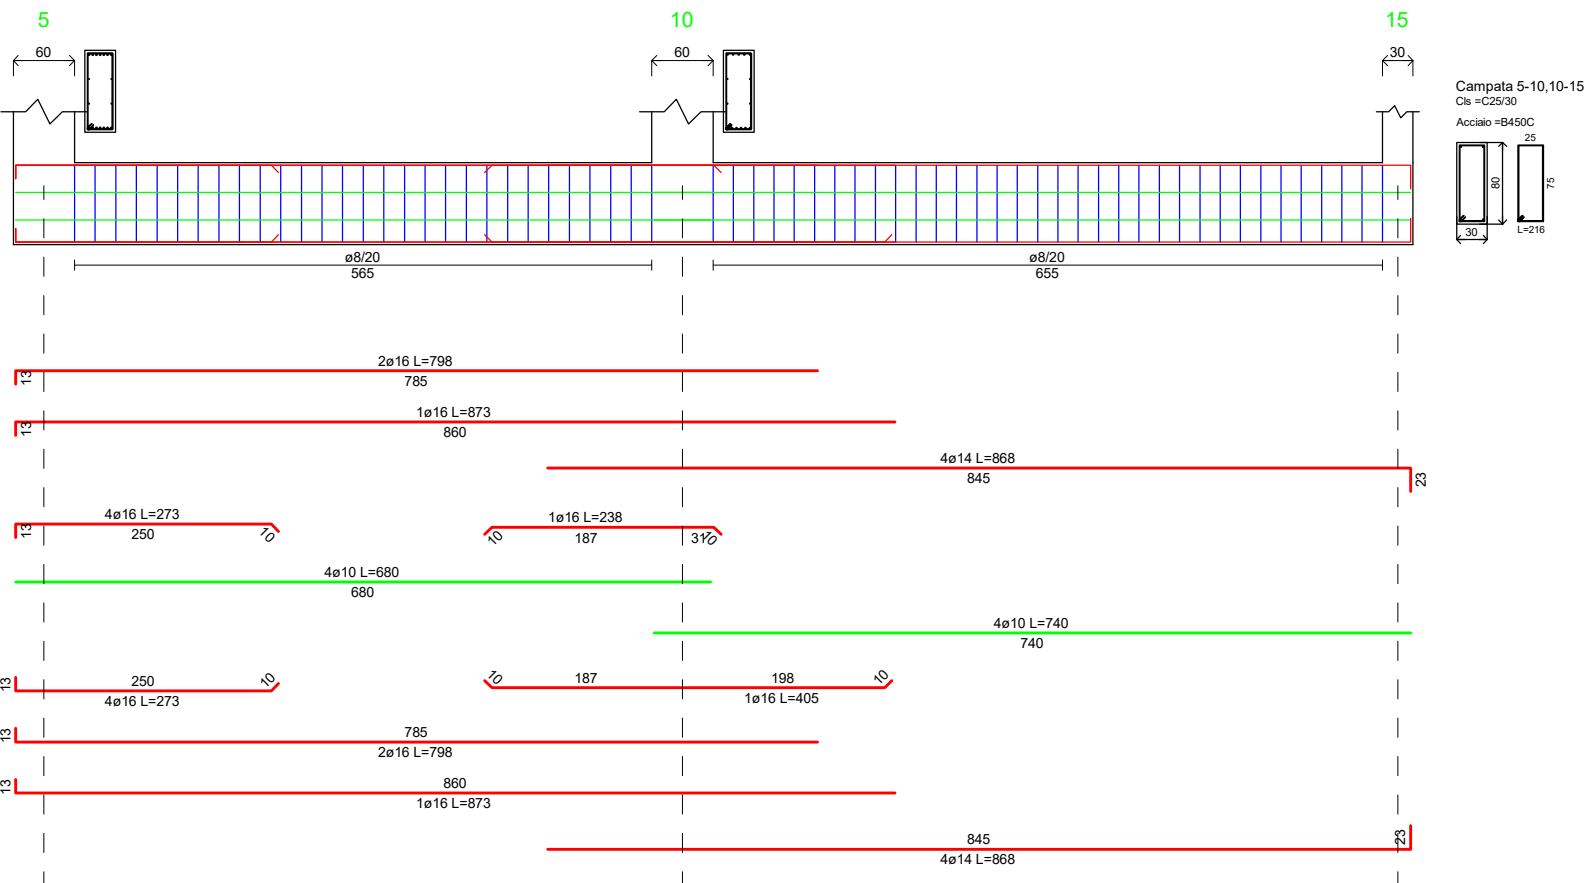 5
10
15
60
60
30
Campata 5-10,10-15
Cls =C25/30
Acciaio =B450C
25
80
75
30
L=216
ø8/20
565
ø8/20
655
2ø16 L=798
13
785
1ø16 L=873
13
860
4ø14 L=868
845
23
4ø16 L=273
13
250
10
1ø16 L=238
10
187
31
10
4ø10 L=680
680
4ø10 L=740
740
13
250
10
4ø16 L=273
10
187
198
10
1ø16 L=405
13
785
2ø16 L=798
13
860
1ø16 L=873
845
23
4ø14 L=868